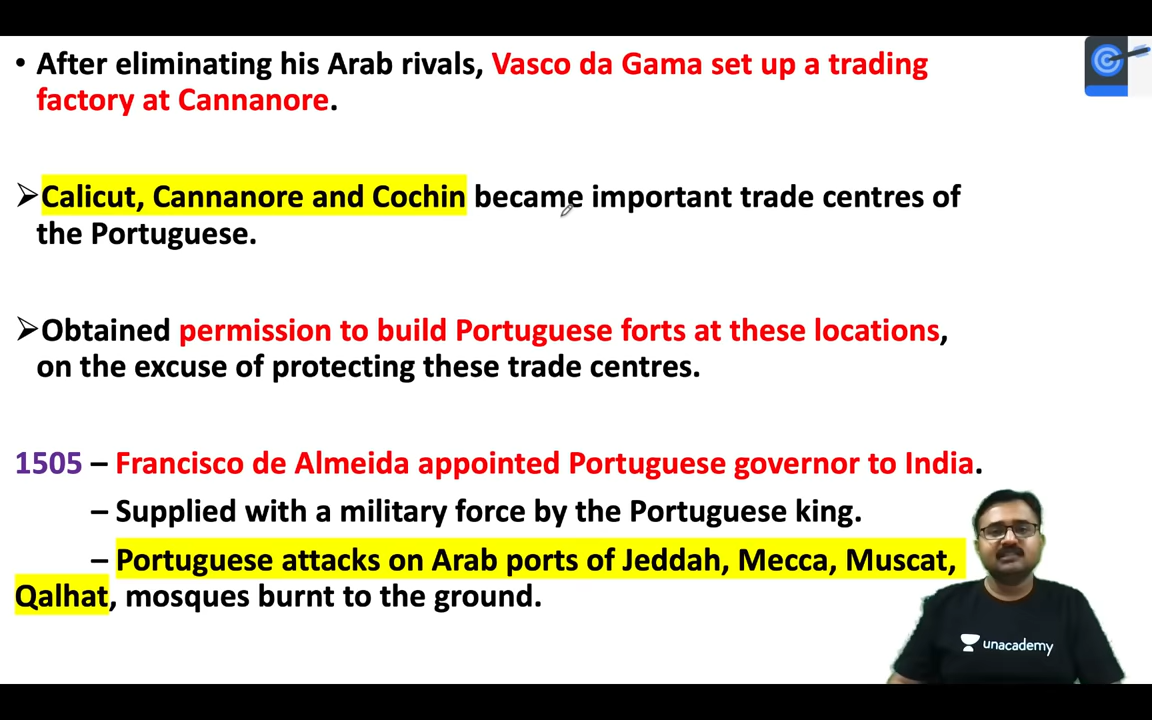 • After eliminating his Arab rivals, Vasco da Gama set up a trading
factory at Cannanore.
➢Calicut, Cannanore and Cochin became important trade centres of
the Portuguese.
➢Obtained permission to build Portuguese forts at these locations,
on the excuse of protecting these trade centres.
1505 – Francisco de Almeida appointed Portuguese governor to India.
– Supplied with a military force by the Portuguese king.
– Portuguese attacks on Arab ports of Jeddah, Mecca, Muscat,
Qalhat, mosques burnt to the ground.
unacademy